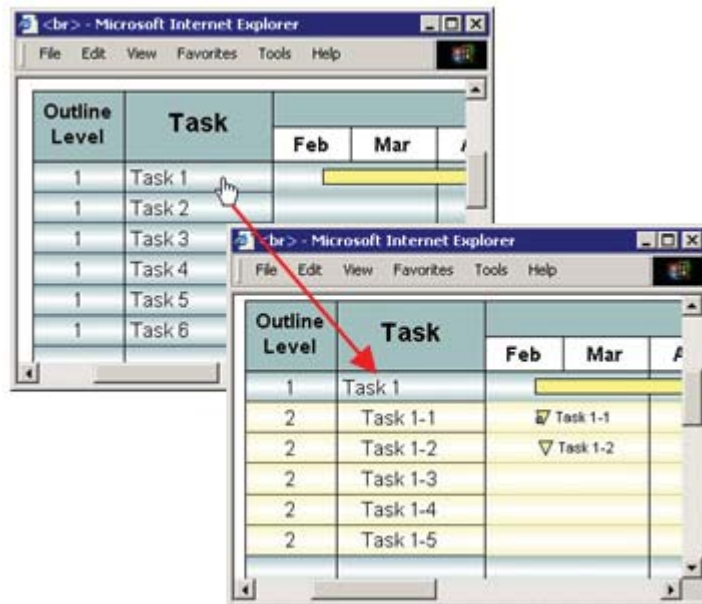 <br> - Microsoft Internet Explorer
File Edit View Favorites Tools Help
Outline Level Task
Feb Mar
1 Task 1
1 Task 2
1 Task 3
1 Task 4
1 Task 5
1 Task 6
<br> - Microsoft Internet Explorer
File Edit View Favorites Tools Help
Outline Level Task
Feb Mar
1 Task 1
2 Task 1-1 Task 1-1
2 Task 1-2 Task 1-2
2 Task 1-3
2 Task 1-4
2 Task 1-5